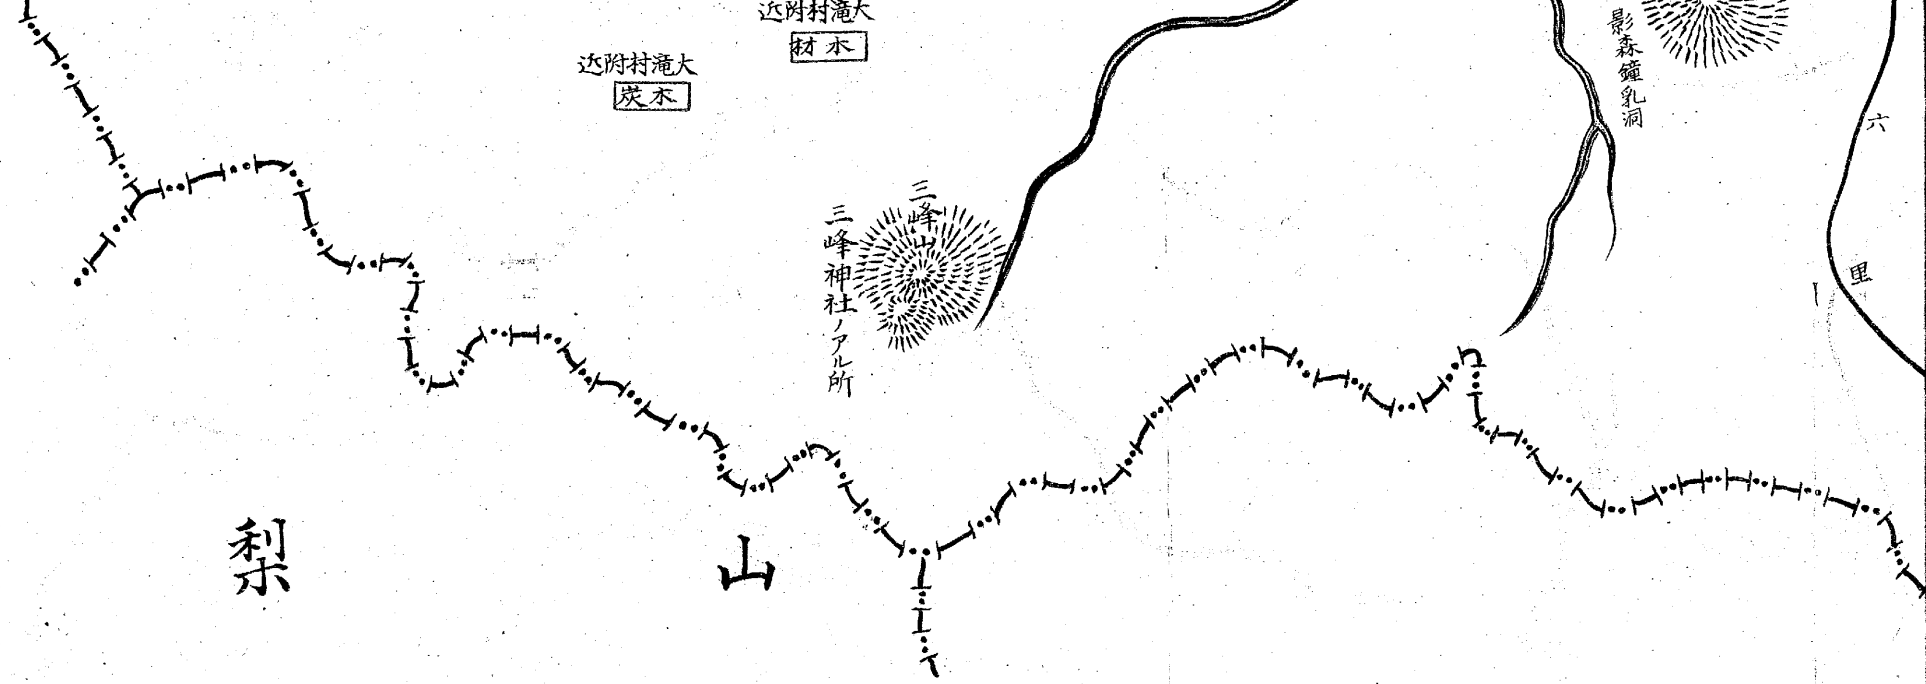 大滝村附近
木材
大滝村附近
木炭
影森鐘乳洞
六里
三峰山
三峰神社ノアル所
山梨